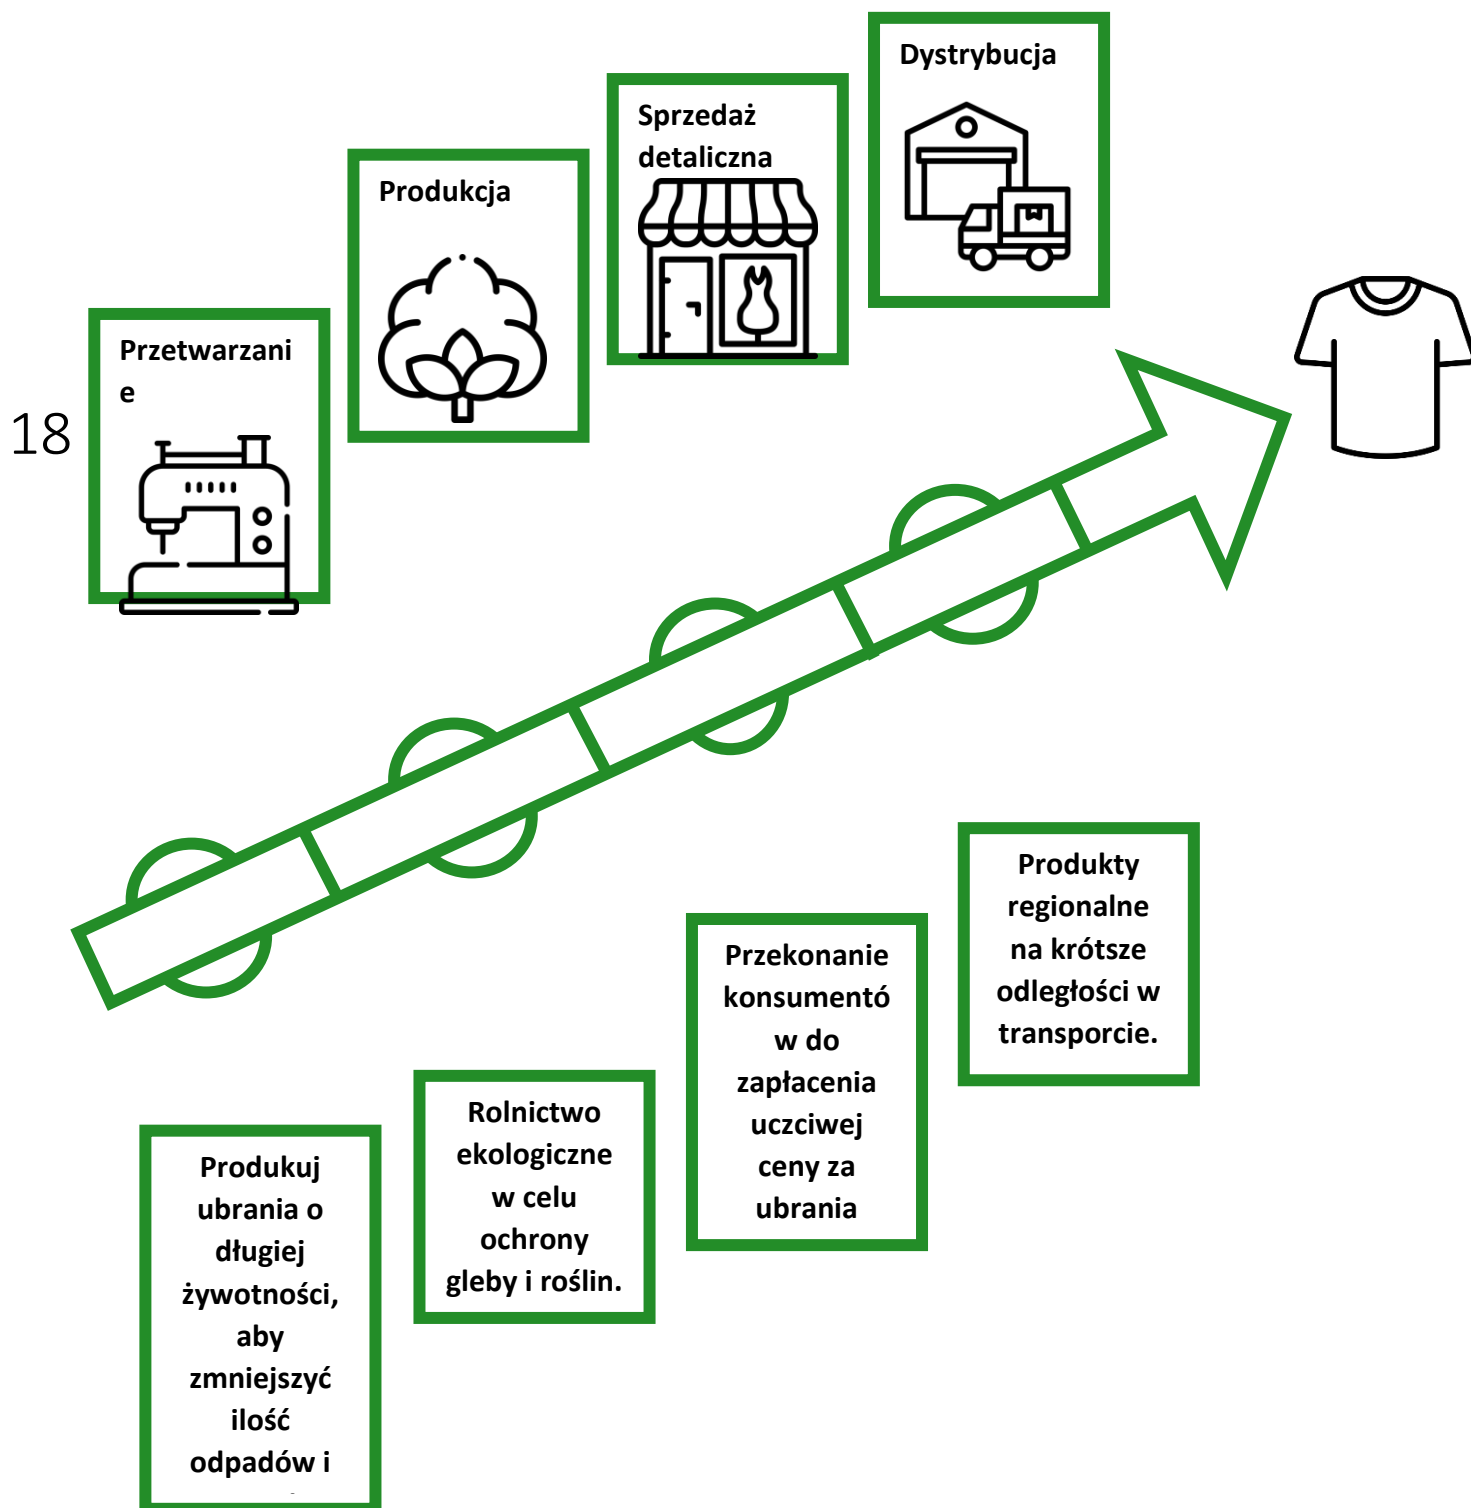 Dystrybucja
Sprzedaż
detaliczna
Produkcja
Przetwarzani
e
18
Produkty
regionalne
na krótsze
odległości w
transporcie.
Przekonanie
konsumentó
w do
zapłacenia
uczciwej
ceny za
ubrania
Rolnictwo
ekologiczne
w celu
ochrony
gleby i roślin.
Produkuj
ubrania o
długiej
żywotności,
aby
zmniejszyć
ilość
odpadów i